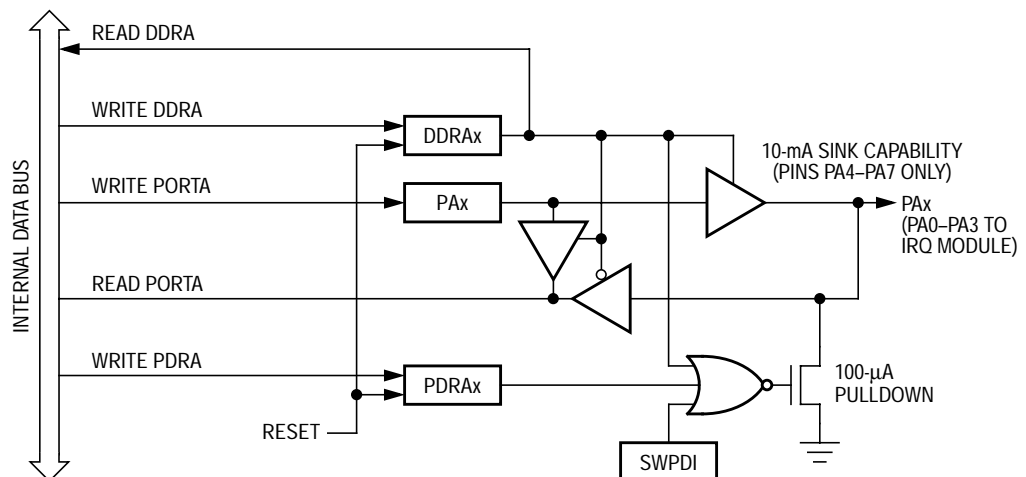 READ DDRA
WRITE DDRA
DDRAx
10-mA SINK CAPABILITY
(PINS PA4–PA7 ONLY)
WRITE PORTA
PAx
PAx
(PA0–PA3 TO
IRQ MODULE)
INTERNAL DATA BUS
READ PORTA
WRITE PDRA
PDRAx
100-µA
PULLDOWN
RESET
SWPDI